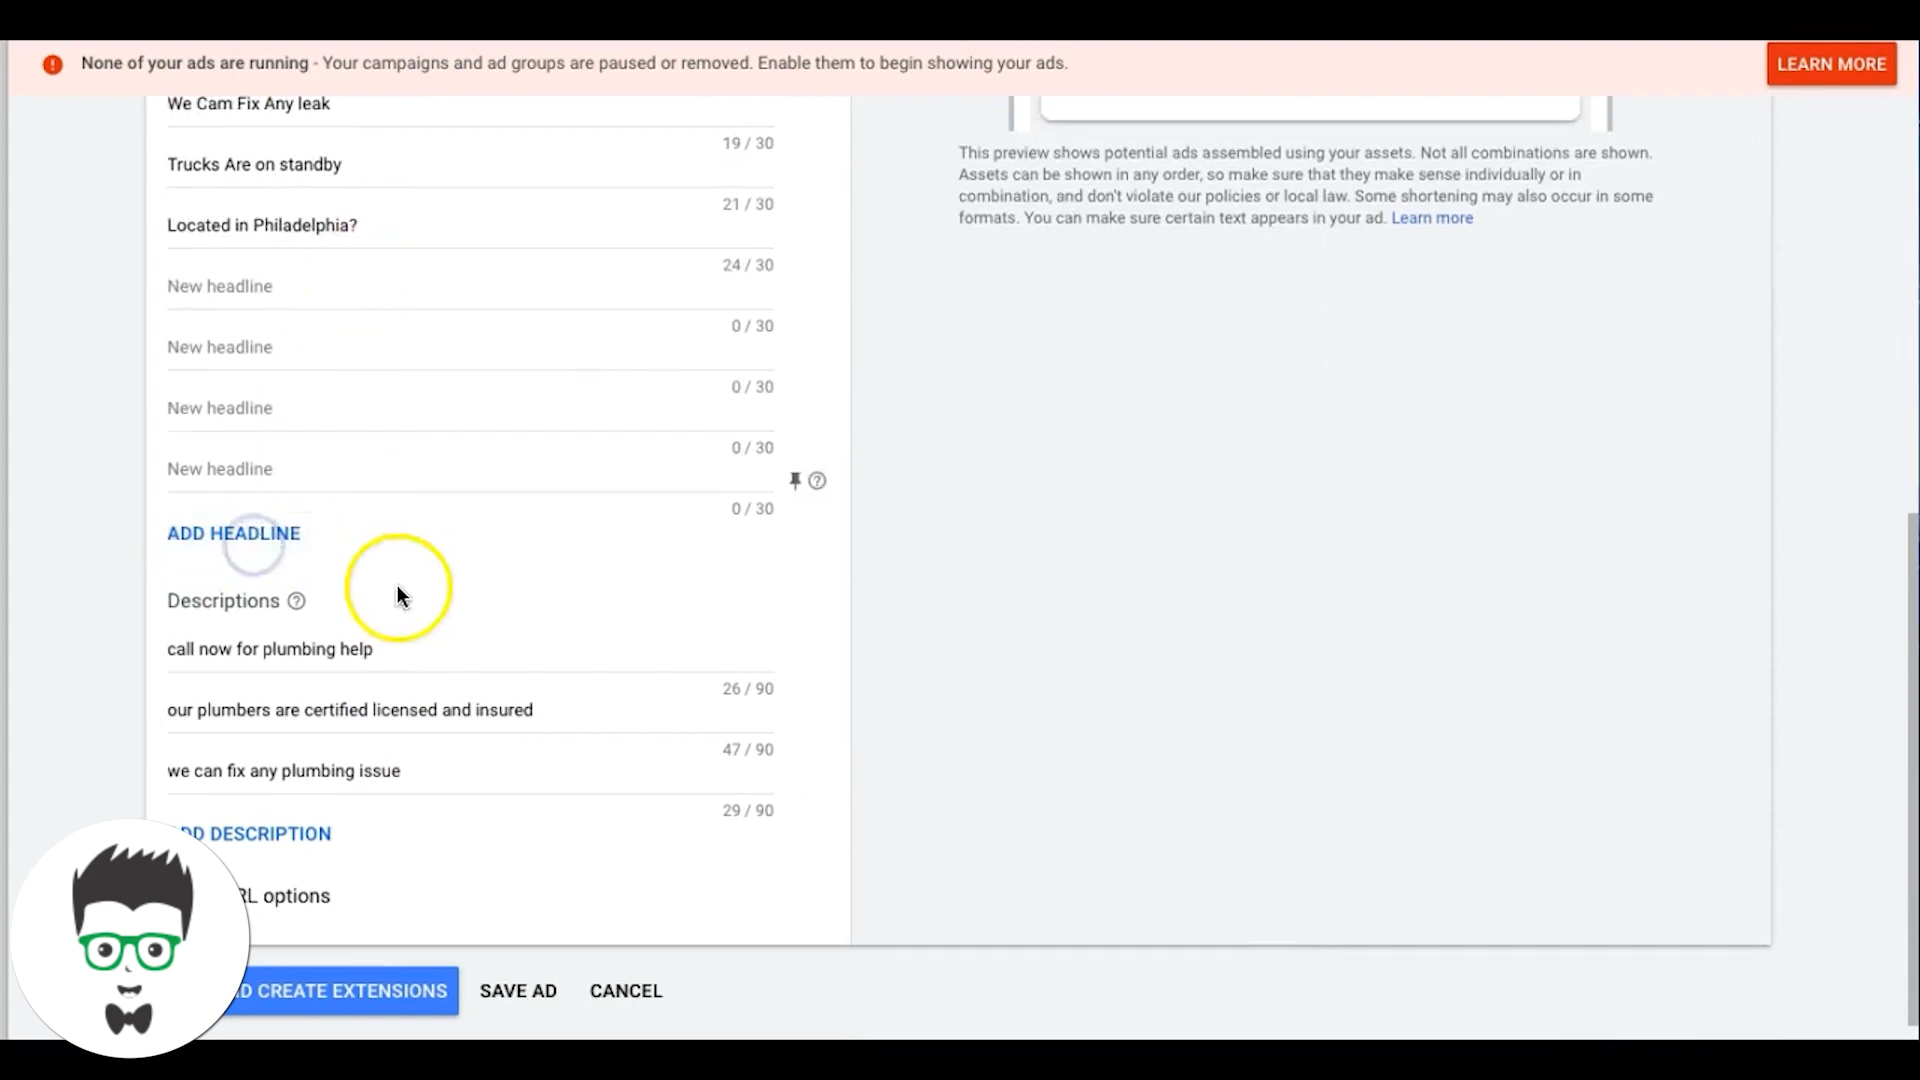 None of your ads are running - Your campaigns and ad groups are paused or removed. Enable them to begin showing your ads.
LEARN MORE
We Cam Fix Any leak
19 / 30
Trucks Are on standby
21 / 30
Located in Philadelphia?
24 / 30
New headline
0 / 30
New headline
0 / 30
New headline
0 / 30
New headline
0 / 30
ADD HEADLINE
Descriptions
call now for plumbing help
26 / 90
our plumbers are certified licensed and insured
47 / 90
we can fix any plumbing issue
29 / 90
DD DESCRIPTION
RL options
D CREATE EXTENSIONS
SAVE AD
CANCEL
This preview shows potential ads assembled using your assets. Not all combinations are shown.
Assets can be shown in any order, so make sure that they make sense individually or in
combination, and don't violate our policies or local law. Some shortening may also occur in some
formats. You can make sure certain text appears in your ad. Learn more